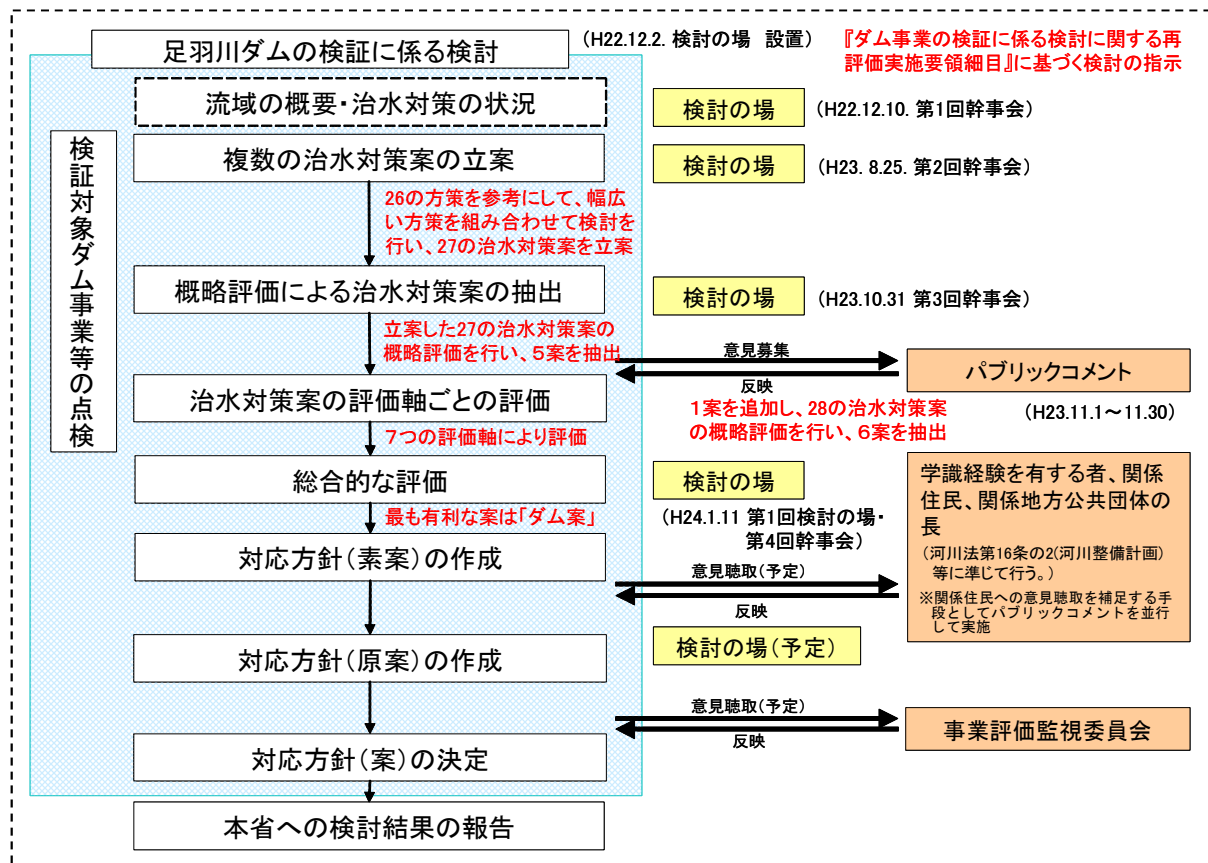 足羽川ダムの検証に係る検討
(H22.12.2. 検討の場 設置)
『ダム事業の検証に係る検討に関する再
評価実施要領細目』に基づく検討の指示
流域の概要・治水対策の状況
検討の場
(H22.12.10. 第1回幹事会)
検証対象ダム事業等の点検
複数の治水対策案の立案
検討の場
(H23. 8.25. 第2回幹事会)
26の方策を参考にして、幅広
い方策を組み合わせて検討を
行い、27の治水対策案を立案
概略評価による治水対策案の抽出
検討の場
(H23.10.31 第3回幹事会)
立案した27の治水対策案の
概略評価を行い、5案を抽出
意見募集
反映
パブリックコメント
(H23.11.1～11.30)
治水対策案の評価軸ごとの評価
1案を追加し、28の治水対策案
の概略評価を行い、6案を抽出
7つの評価軸により評価
総合的な評価
検討の場
(H24.1.11 第1回検討の場・
第4回幹事会)
学識経験を有する者、関係
住民、関係地方公共団体の
長
(河川法第16条の2(河川整備計画)
等に準じて行う。)
※関係住民への意見聴取を補足する手
段としてパブリックコメントを並行
して実施
最も有利な案は「ダム案」
対応方針(素案)の作成
意見聴取(予定)
反映
対応方針(原案)の作成
検討の場(予定)
意見聴取(予定)
反映
事業評価監視委員会
対応方針(案)の決定
本省への検討結果の報告